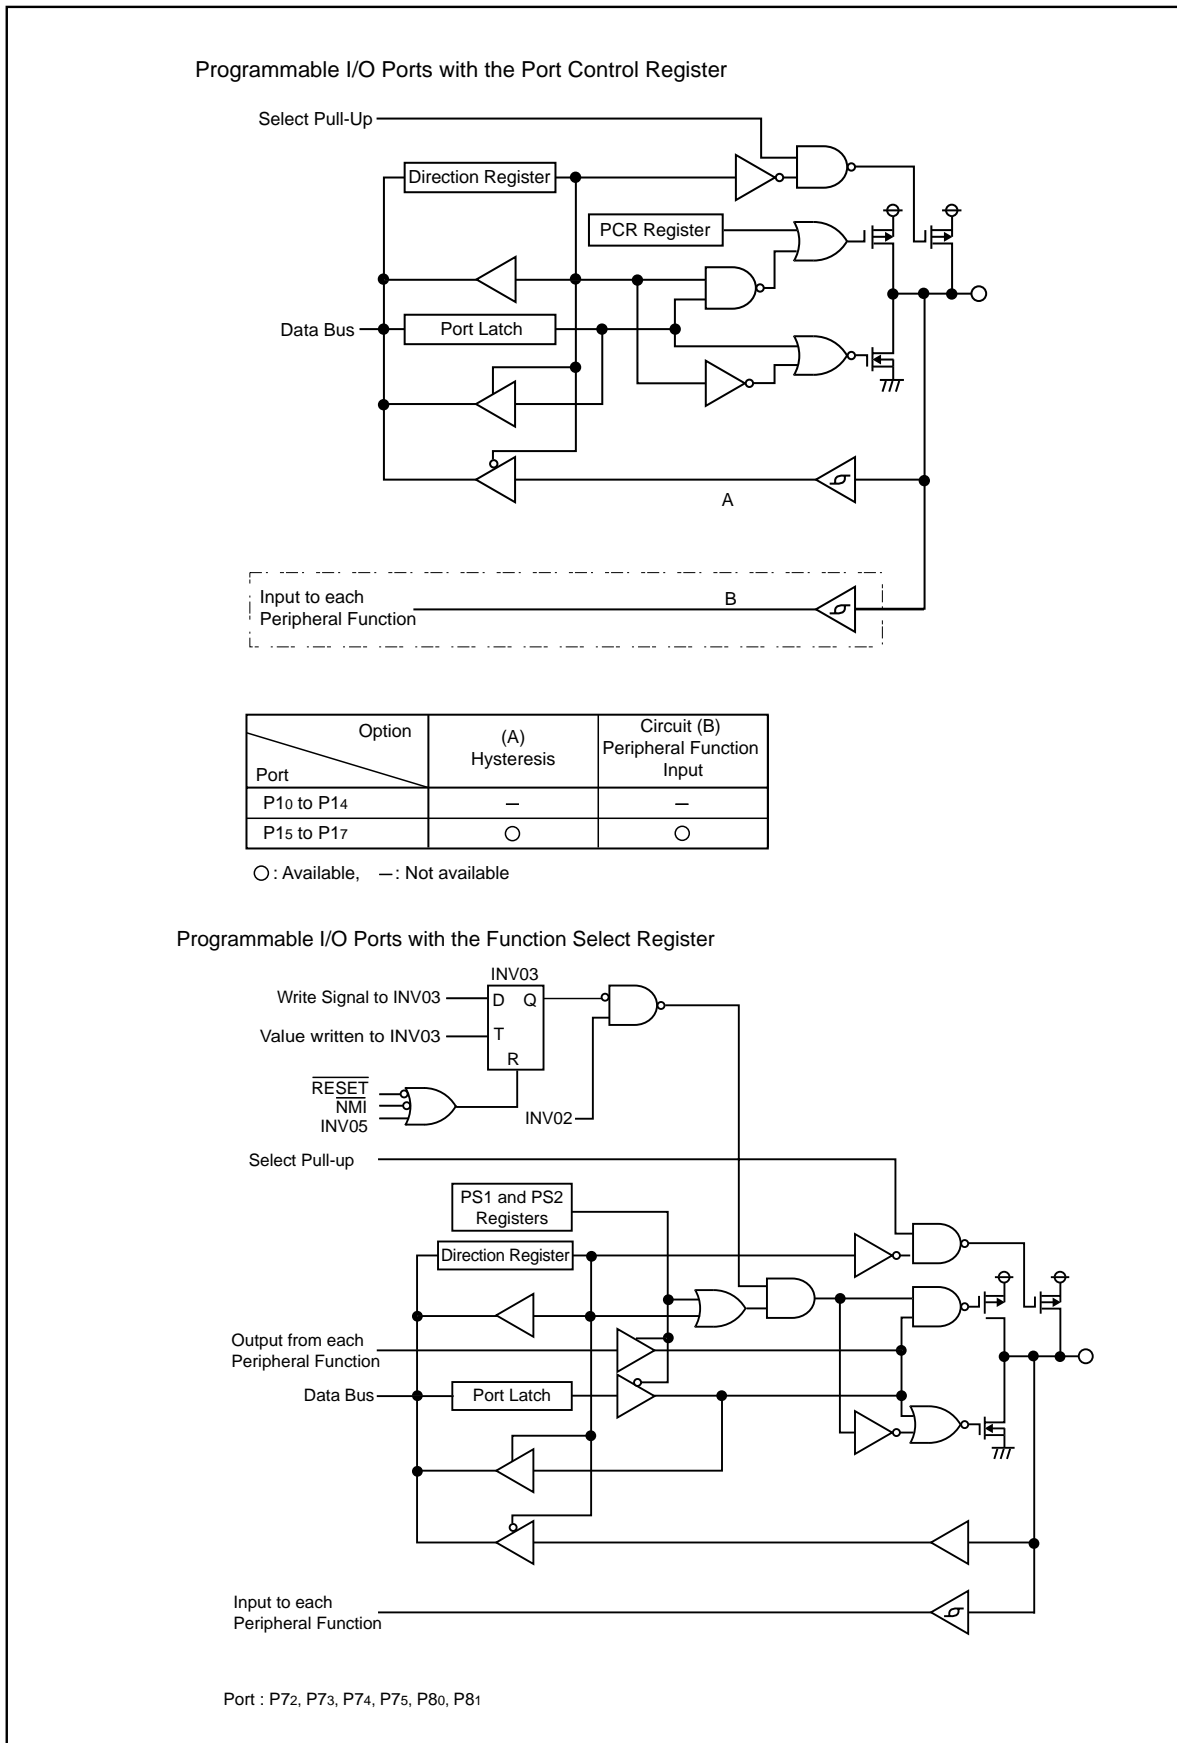 Programmable I/O Ports with the Port Control Register
Select Pull-Up
Direction Register
PCR Register
Data Bus
Port Latch
A
Input to each
Peripheral Function
B
Option
Port
(A)
Hysteresis
Circuit (B)
Peripheral Function
Input
P10 to P14
–
–
P15 to P17
○
○
○ : Available, – : Not available
Programmable I/O Ports with the Function Select Register
INV03
Write Signal to INV03
D Q
Value written to INV03
T
R
RESET
NMI
INV05
INV02
Select Pull-up
PS1 and PS2
Registers
Direction Register
Output from each
Peripheral Function
Data Bus
Port Latch
Input to each
Peripheral Function
Port : P72, P73, P74, P75, P80, P81